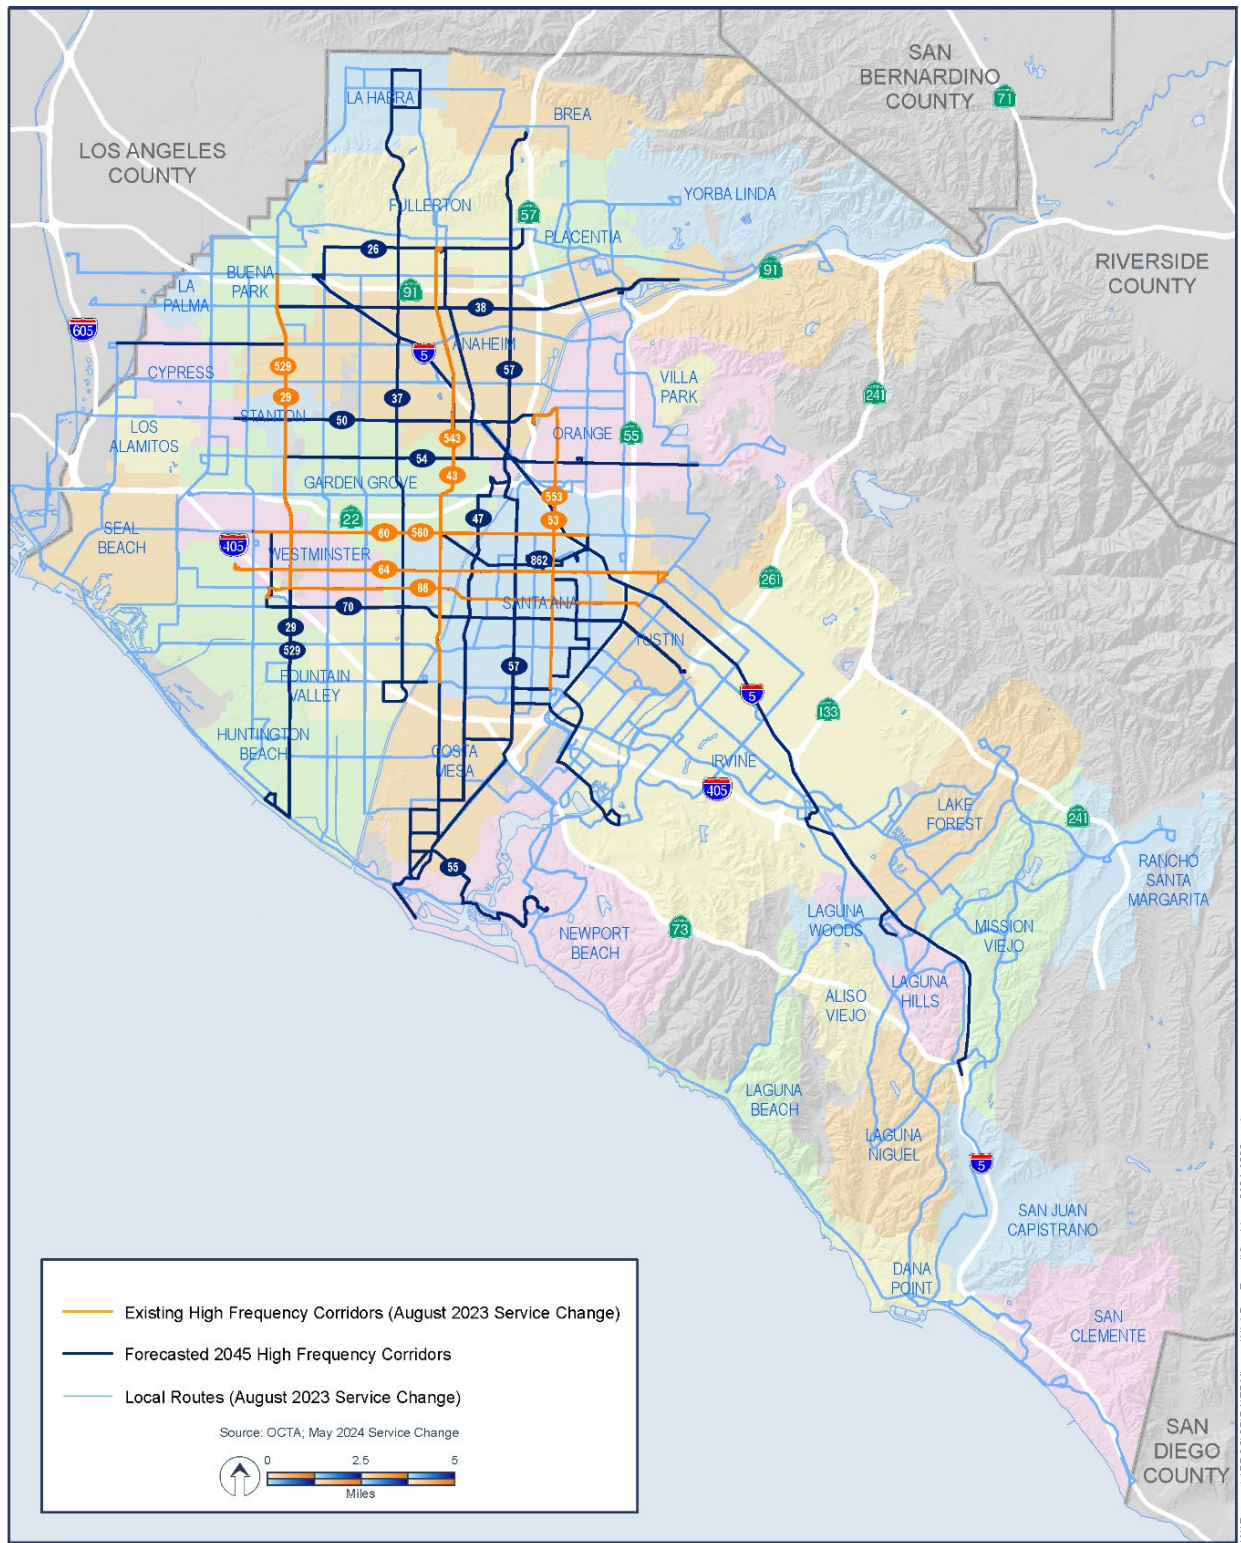 SAN
BERNARDINO
COUNTY
71
LA HABRA
BREA
LOS ANGELES
COUNTY
YORBA LINDA
FULLERTON
57
PLACENTIA
26
91
RIVERSIDE
COUNTY
BUENA
PARK
LA
PALMA
91
38
605
ANAHEIM
5
529
57
CYPRESS
VILLA
PARK
241
29
37
STANTON
50
LOS
ALAMITOS
543
ORANGE
55
54
43
GARDEN GROVE
553
22
47
53
SEAL
BEACH
60
560
405
WESTMINSTER
862
64
261
66
SANTA ANA
70
29
TUSTIN
529
57
FOUNTAIN
VALLEY
5
133
HUNTINGTON
BEACH
COSTA
MESA
IRVINE
405
LAKE
FOREST
241
55
RANCHO
SANTA
MARGARITA
LAGUNA
WOODS
MISSION
VIEJO
73
NEWPORT
BEACH
LAGUNA
HILLS
ALISO
VIEJO
LAGUNA
BEACH
LAGUNA
NIGUEL
5
SAN JUAN
CAPISTRANO
DANA
POINT
SAN
CLEMENTE
SAN
DIEGO
COUNTY
Existing High Frequency Corridors (August 2023 Service Change)
Forecasted 2045 High Frequency Corridors
Local Routes (August 2023 Service Change)
Source: OCTA; May 2024 Service Change
0 2.5 5
Miles